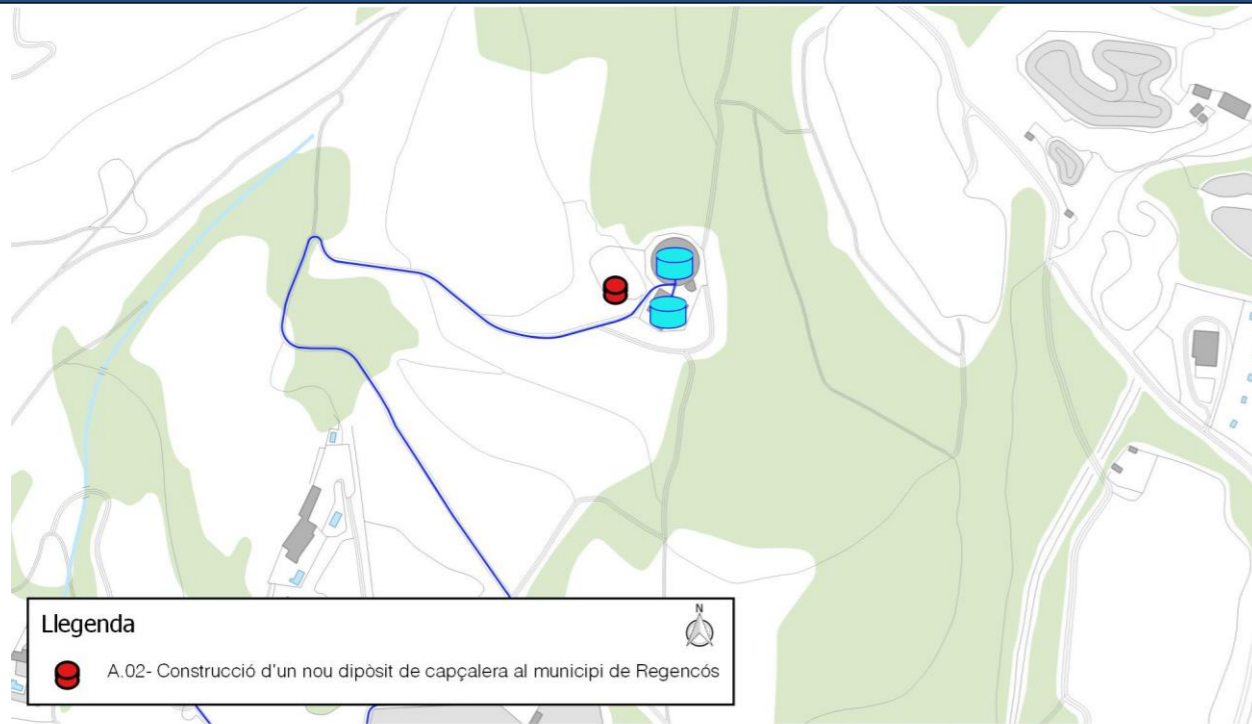 Llegenda
N
A.02- Construcció d'un nou dipòsit de capçalera al municipi de Regencós